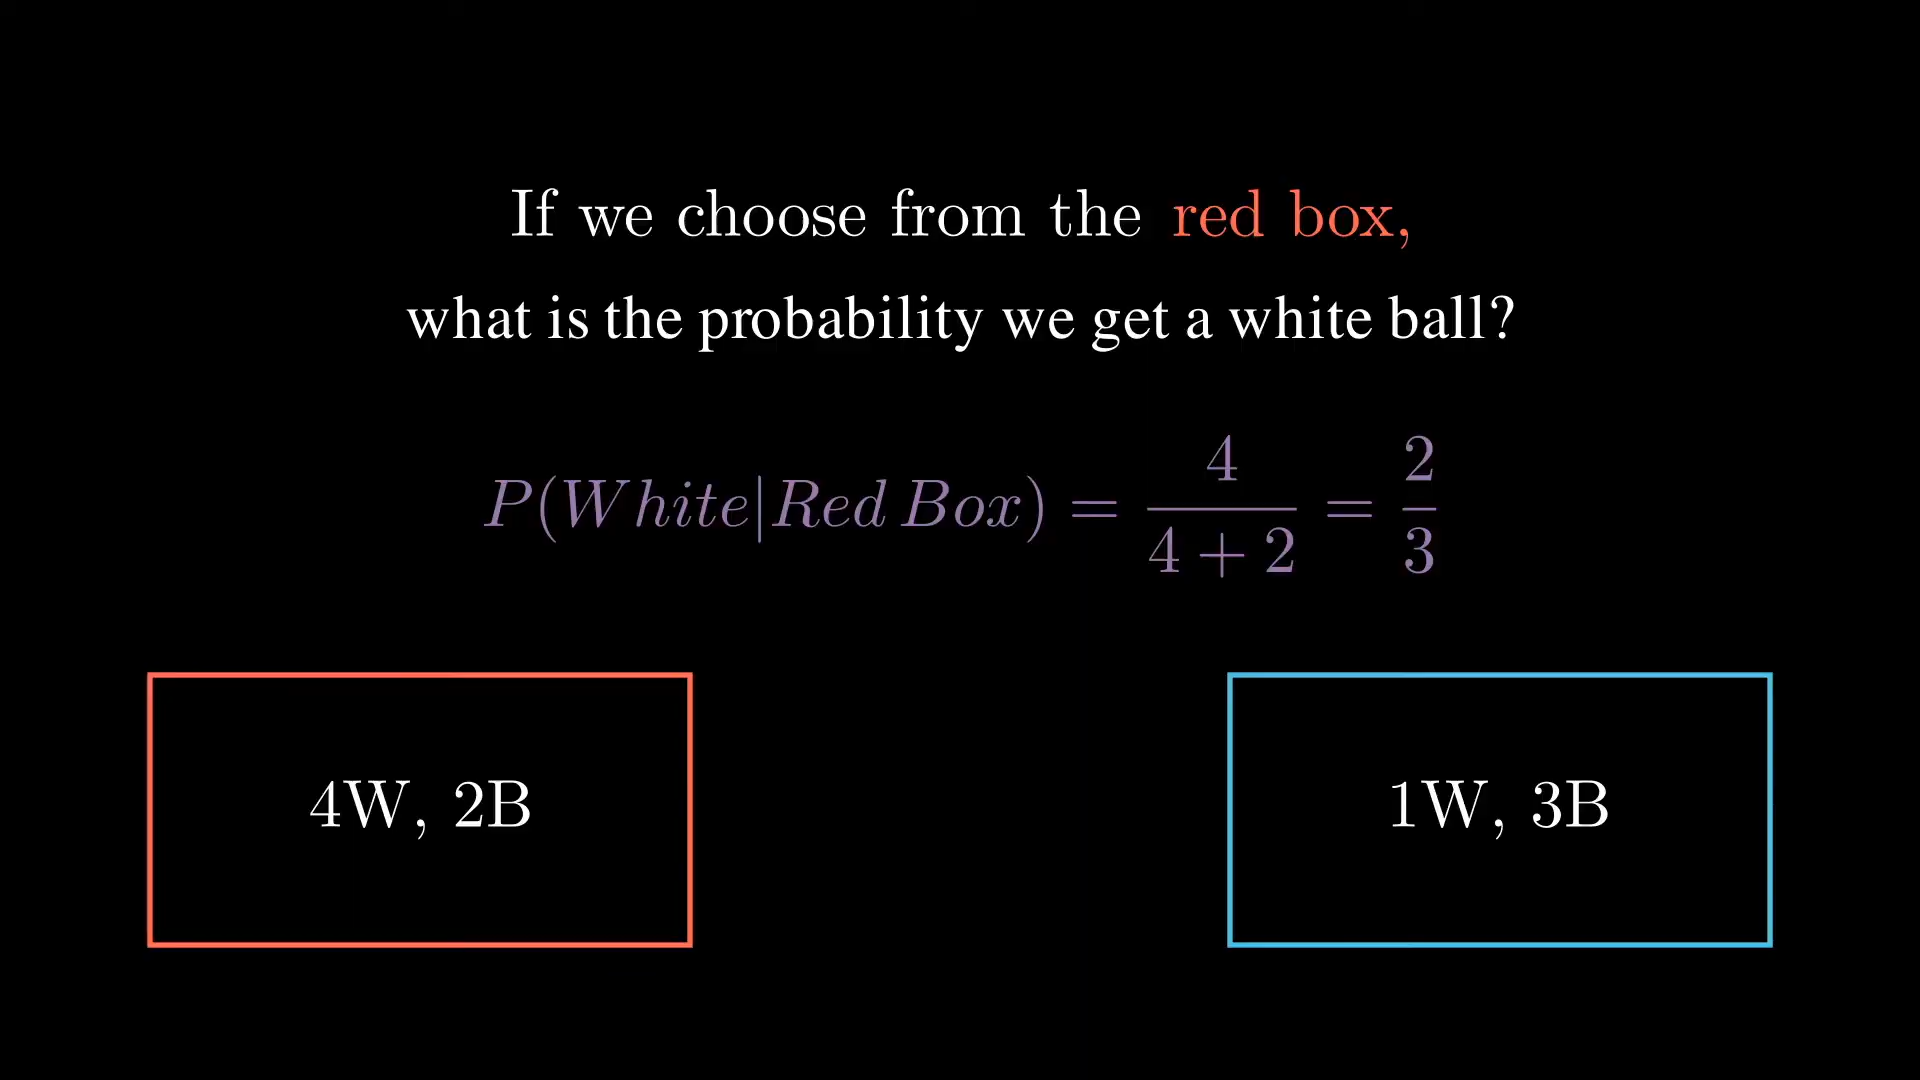 If we choose from the red box,
what is the probability we get a white ball?
P(White|Red Box) = 4/(4 + 2) = 2/3
4W, 2B
1W, 3B